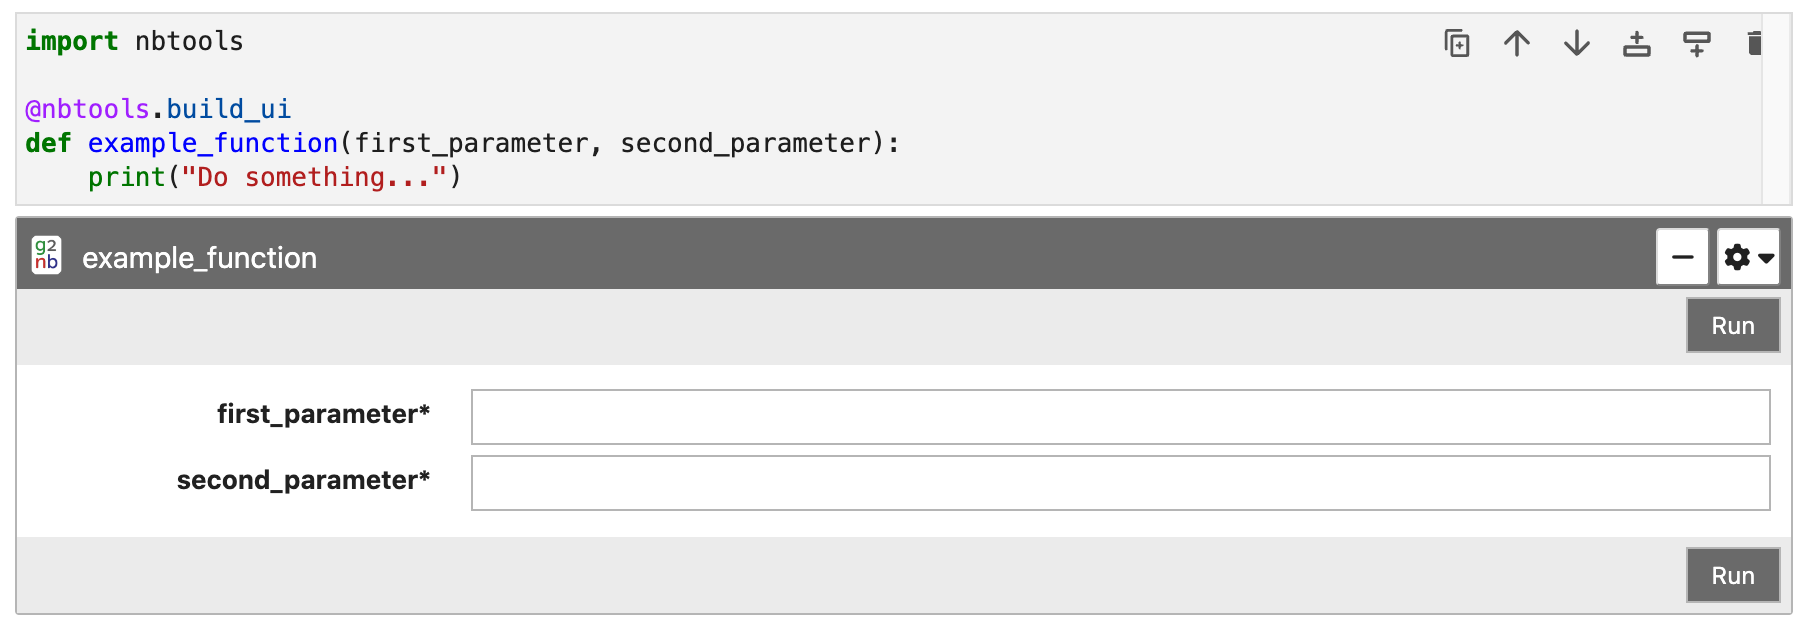 import nbtools
@nbtools.build_ui
def example_function(first_parameter, second_parameter):
    print("Do something...")
g2
nb
example_function
Run
first_parameter*
second_parameter*
Run